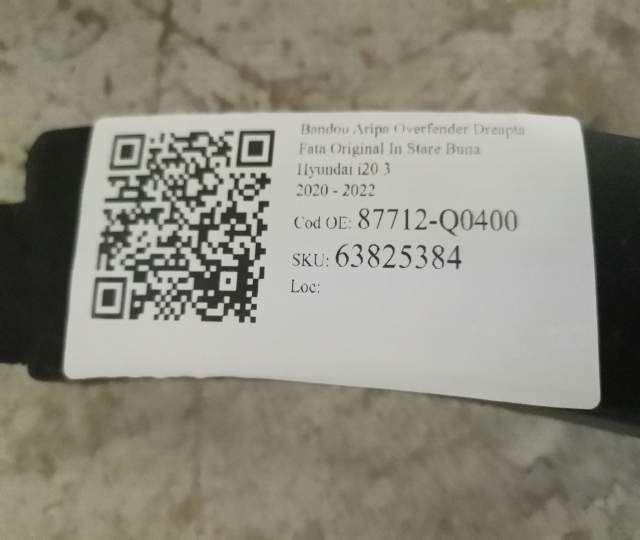 Bandou Aripa Overfender Dreapta
Fata Original In Stare Buna
Hyundai i20 3
2020 - 2022
Cod OE: 87712-Q0400
SKU: 63825384
Loc: